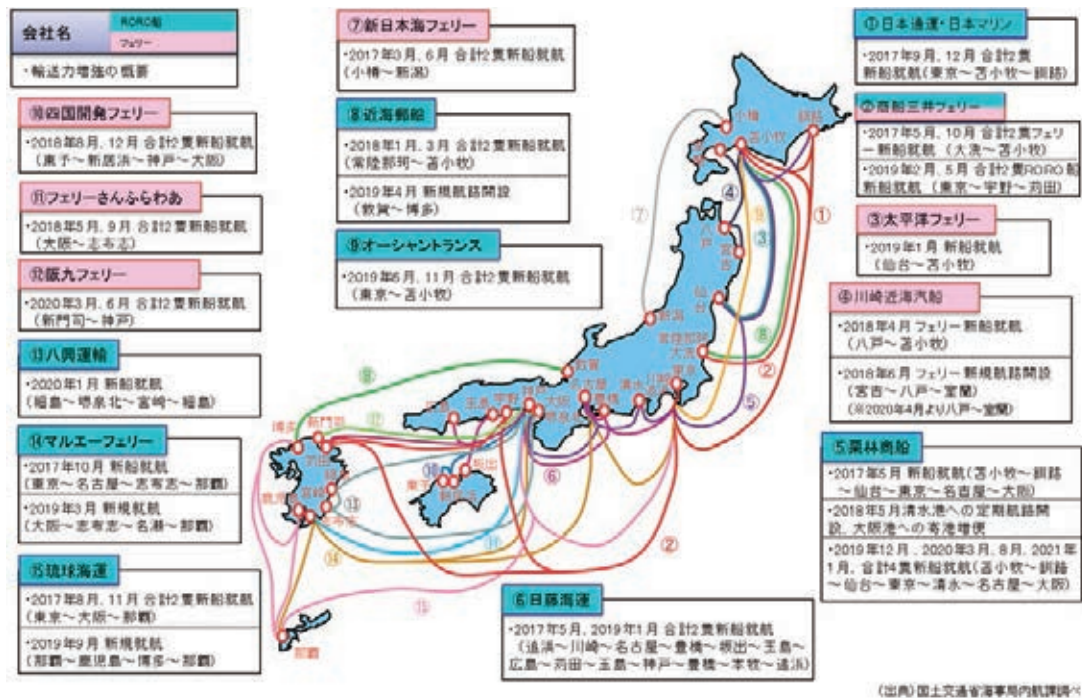 会社名
RORO船
フェリー
・輸送力増強の概要
⑦新日本海フェリー
・2017年3月、6月 合計2隻新船就航
(小樽～新潟)
⑧近海郵船
・2018年1月、3月 合計2隻新船就航
(常陸那珂～苫小牧)
・2019年4月 新規航路開設
(敦賀～博多)
⑨オーシャントランス
・2019年6月、11月 合計2隻新船就航
(東京～苫小牧)
①日本通運・日本マリン
・2017年9月、12月 合計2隻
新船就航(東京～苫小牧～釧路)
②商船三井フェリー
・2017年5月、10月 合計2隻フェリ
ー新船就航 (大洗～苫小牧)
・2019年2月、5月 合計2隻RORO船
新船就航 (東京～宇野～苅田)
③太平洋フェリー
・2019年1月 新船就航
(仙台～苫小牧)
④川崎近海汽船
・2018年4月 フェリー新船就航
(八戸～苫小牧)
・2018年6月 フェリー新規航路開設
(宮古～八戸～室蘭)
(※2020年4月より八戸～室蘭)
⑤栗林商船
・2017年5月 新船就航(苫小牧～釧路
～仙台～東京～名古屋～大阪)
・2018年5月清水港への定期航路開
設、大阪港への寄港増便
・2019年12月、2020年3月、8月、2021年
1月、合計4隻新船就航(苫小牧～釧路
～仙台～東京～清水～名古屋～大阪)
⑩四国開発フェリー
・2018年8月、12月 合計2隻新船就航
(東予～新居浜～神戸～大阪)
⑪フェリーさんふらわあ
・2018年5月、9月 合計2隻新船就航
(大阪～志布志)
⑫阪九フェリー
・2020年3月、6月 合計2隻新船就航
(新門司～神戸)
⑬八興運輸
・2020年1月 新船就航
(細島～堺泉北～宮崎～細島)
⑭マルエーフェリー
・2017年10月 新船就航
(東京～名古屋～志布志～那覇)
・2019年3月 新規就航
(大阪～志布志～名瀬～那覇)
⑮琉球海運
・2017年8月、11月 合計2隻新船就航
(東京～大阪～那覇)
・2019年9月 新規就航
(那覇～鹿児島～博多～那覇)
⑥日藤海運
・2017年5月、2019年1月 合計2隻新船就航
(追浜～川崎～名古屋～豊橋～坂出～玉島～
広島～苅田～玉島～神戸～豊橋～本牧～追浜)
小樽
釧路
苫小牧
④
⑨
①
⑦
③
八戸
宮古
仙台
新潟
常陸那珂
大洗
⑧
②
東京
川崎
清水
⑤
敦賀
名古屋
豊橋
神戸
大阪
堺泉北
宇野
玉島
広島
⑧
⑫
博多
新門司
苅田
坂出
⑩
東予
新居浜
⑥
宮崎
鹿児島
志布志
⑬
⑪
⑭
②
⑮
那覇
(出典)国土交通省海事局内航課調べ